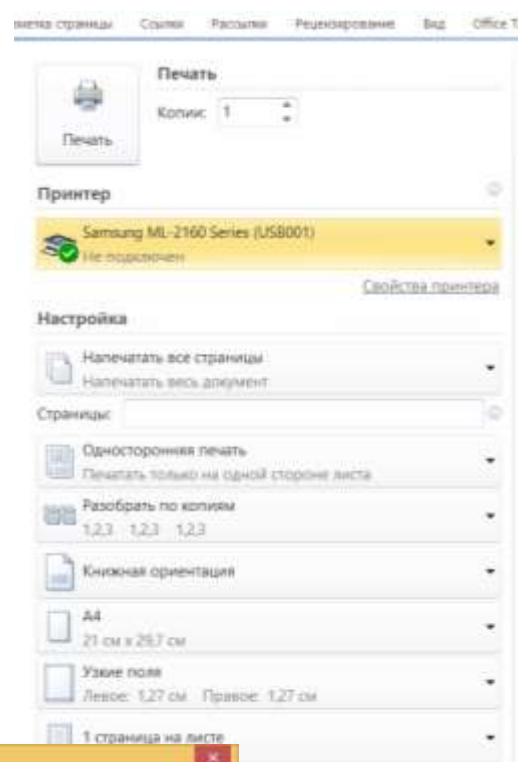 Ссылки Рассылки Рецензирование Вид Office T
Печать
Копии: 1
Печать
Принтер
Samsung ML-2160 Series (USB001)
Не подключен
Свойства принтера
Настройка
Напечатать все страницы
Напечатать весь документ
Страницы:
Односторонняя печать
Печатать только на одной стороне листа
Разобрать по копиям
1,2,3 1,2,3 1,2,3
Книжная ориентация
A4
21 см x 29,7 см
Узкие поля
Левое: 1,27 см Правое: 1,27 см
1 страница на листе